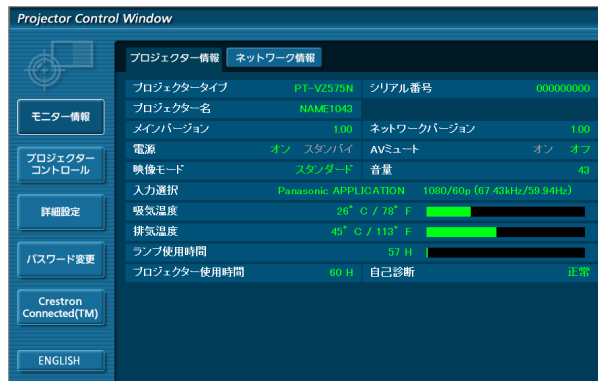 Projector Control Window
プロジェクター情報 ネットワーク情報
モニター情報
プロジェクター
コントロール
詳細設定
パスワード変更
Crestron
Connected(TM)
ENGLISH
プロジェクタータイプ PT-VZ575N シリアル番号 000000000
プロジェクター名 NAME1043
メインバージョン 1.00 ネットワークバージョン 1.00
電源 オン スタンバイ AVミュート オン オフ
映像モード スタンダード 音量 43
入力選択 Panasonic APPLICATION 1080/60p (67.43kHz/59.94Hz)
吸気温度 26° C / 78° F
排気温度 45° C / 113° F
ランプ使用時間 57 H
プロジェクター使用時間 60 H 自己診断 正常